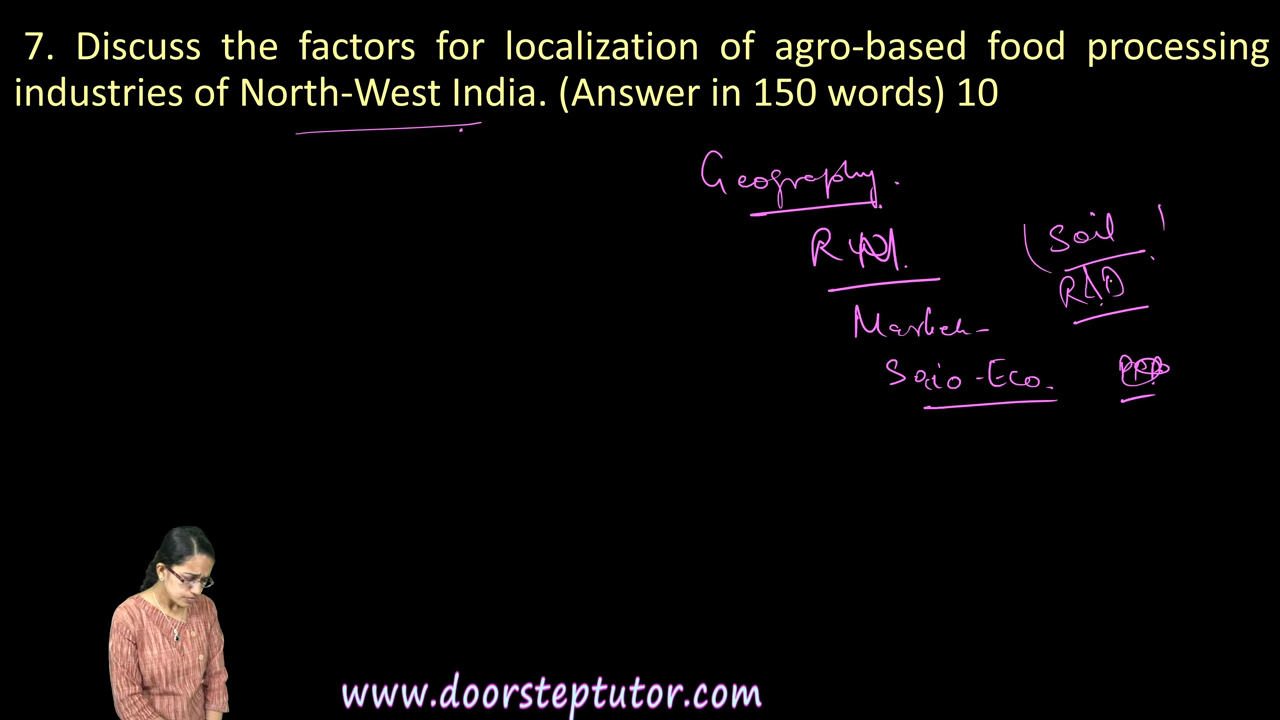 7. Discuss the factors for localization of agro-based food processing
industries of North-West India. (Answer in 150 words) 10
Geography.
(Soil)
Market-
Socio-Eco.
www.doorsteptutor.com